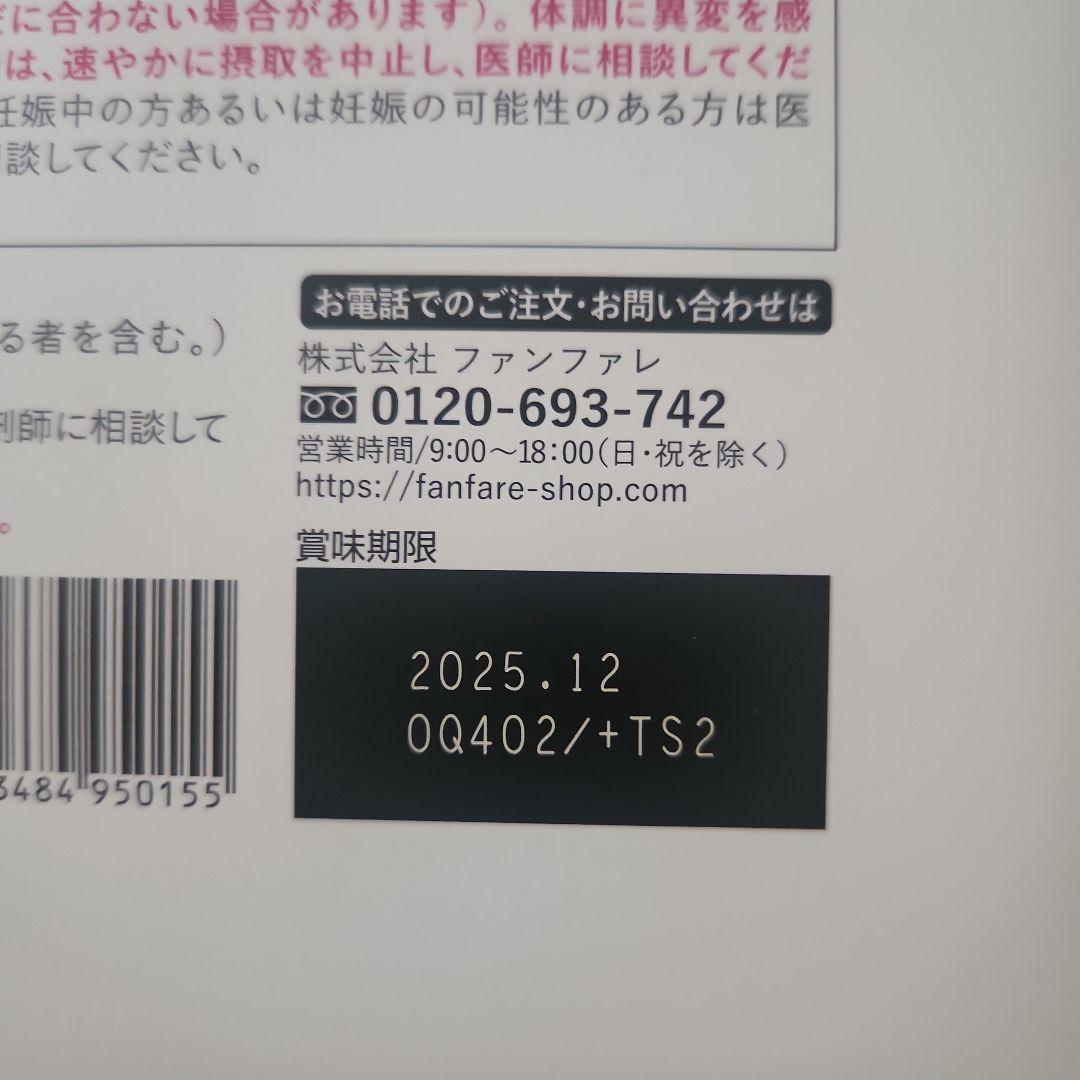 に合わない場合があります)。体調に異変を感
は、速やかに摂取を中止し、医師に相談してくだ
妊娠中の方あるいは妊娠の可能性のある方は医
談してください。
る者を含む。)
剤師に相談して
。
お電話でのご注文・お問い合わせは
株式会社 ファンファレ
0120-693-742
営業時間/9:00〜18:00(日・祝を除く)
https://fanfare-shop.com
賞味期限
2025.12
0Q402/+TS2
3484 950155